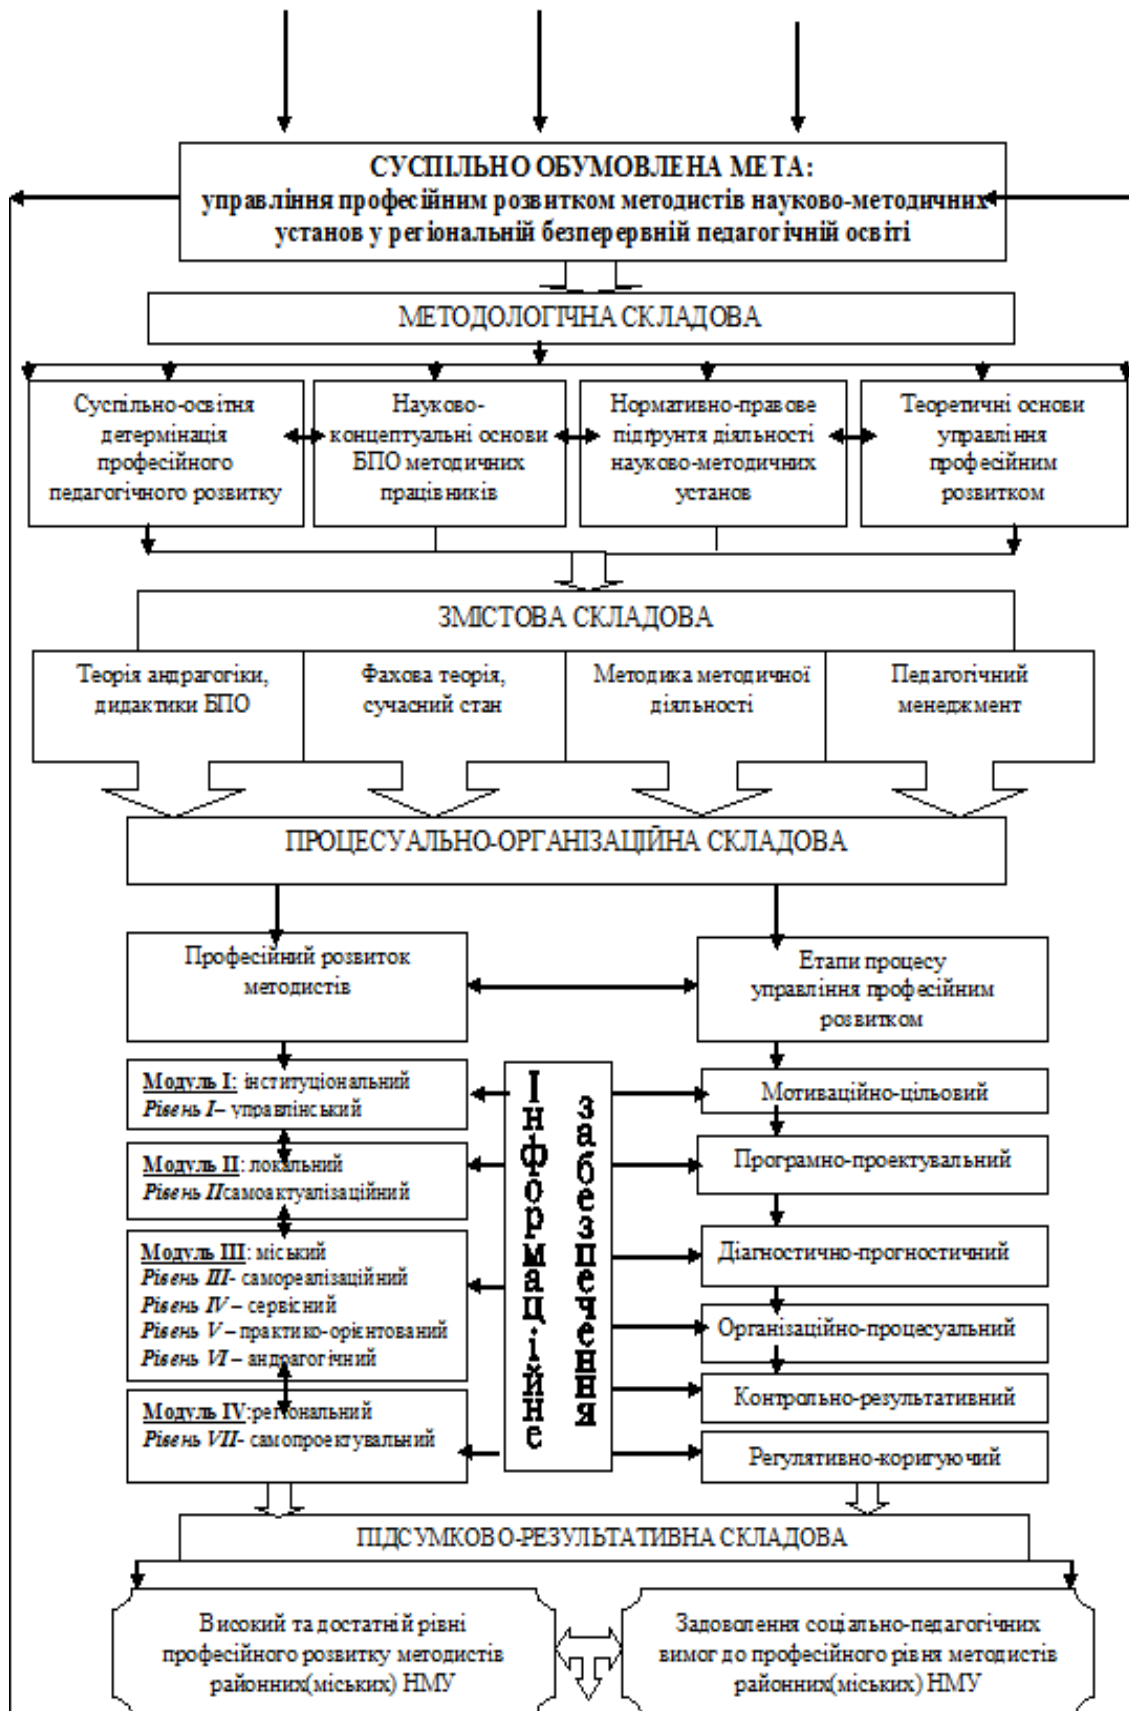 СУСПІЛЬНО ОБУМОВЛЕНА МЕТА:
управління професійним розвитком методистів науково-методичних
установ у регіональній безперервній педагогічній освіті
МЕТОДОЛОГІЧНА СКЛАДОВА
Суспільно-освітня
детермінація
професійного
педагогічного розвитку
Науково-
концептуальні основи
БПО методичних
працівників
Нормативно-правове
підґрунтя діяльності
науково-методичних
установ
Теоретичні основи
управління
професійним
розвитком
ЗМІСТОВА СКЛАДОВА
Теорія андрагогіки,
дидактики БПО
Фахова теорія,
сучасний стан
Методика методичної
діяльності
Педагогічний
менеджмент
ПРОЦЕСУАЛЬНО-ОРГАНІЗАЦІЙНА СКЛАДОВА
Професійний розвиток
методистів
Етапи процесу
управління професійним
розвитком
Модуль І: інституціональний
Рівень І– управлінський
Модуль ІІ: локальний
Рівень ІІсамоактуалізаційний
Модуль ІІІ: міський
Рівень ІІІ- самореалізаційний
Рівень IV – сервісний
Рівень V – практико-орієнтований
Рівень VI – андрагогічний
Модуль IV:регіональний
Рівень VII- самопроектувальний
Інформаційне
забезпечення
Мотиваційно-цільовий
Програмно-проектувальний
Діагностично-прогностичний
Організаційно-процесуальний
Контрольно-результативний
Регулятивно-коригуючий
ПІДСУМКОВО-РЕЗУЛЬТАТИВНА СКЛАДОВА
Високий та достатній рівні
професійного розвитку методистів
районних(міських) НМУ
Задоволення соціально-педагогічних
вимог до професійного рівня методистів
районних(міських) НМУ